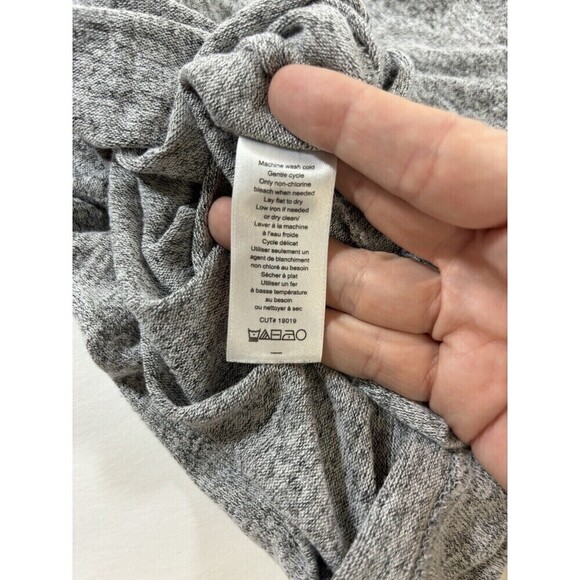 Machine wash cold
Gentle cycle
Only non-chlorine
bleach when needed
Lay flat to dry
Low iron if needed
or dry clean/
Laver à la machine
à l'eau froide
Cycle délicat
Utiliser seulement un
agent de blanchiment
non chloré au besoin
Sécher à plat
Utiliser un fer
à basse température
au besoin
ou nettoyer à sec
CUT# 19019